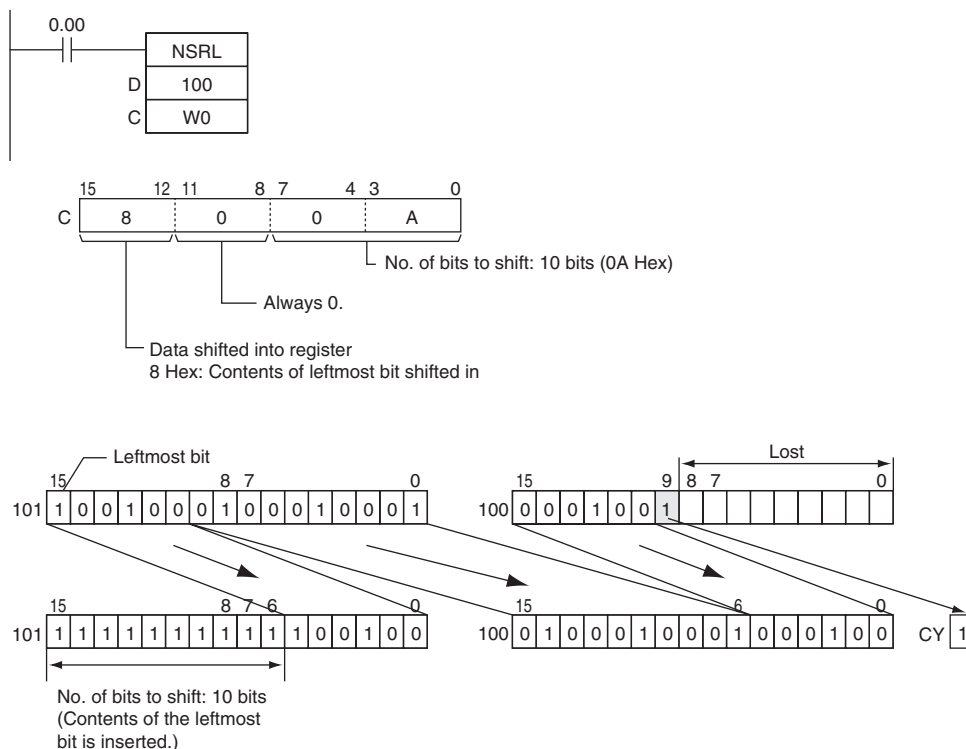 0.00
NSRL
D 100
C W0
15 12 11 8 7 4 3 0
C 8 0 0 A
No. of bits to shift: 10 bits (0A Hex)
Always 0.
Data shifted into register
8 Hex: Contents of leftmost bit shifted in
Leftmost bit
Lost
15 8 7 0
15 9 8 7 0
101 1 0 0 1 0 0 0 1 0 0 0 1 0 0 0 1
100 0 0 0 1 0 0 1
15 8 7 6 0
15 6 0
101 1 1 1 1 1 1 1 1 1 1 1 0 0 1 0 0
100 0 1 0 0 0 1 0 0 0 1 0 0 0 1 0 0
CY 1
No. of bits to shift: 10 bits
(Contents of the leftmost
bit is inserted.)